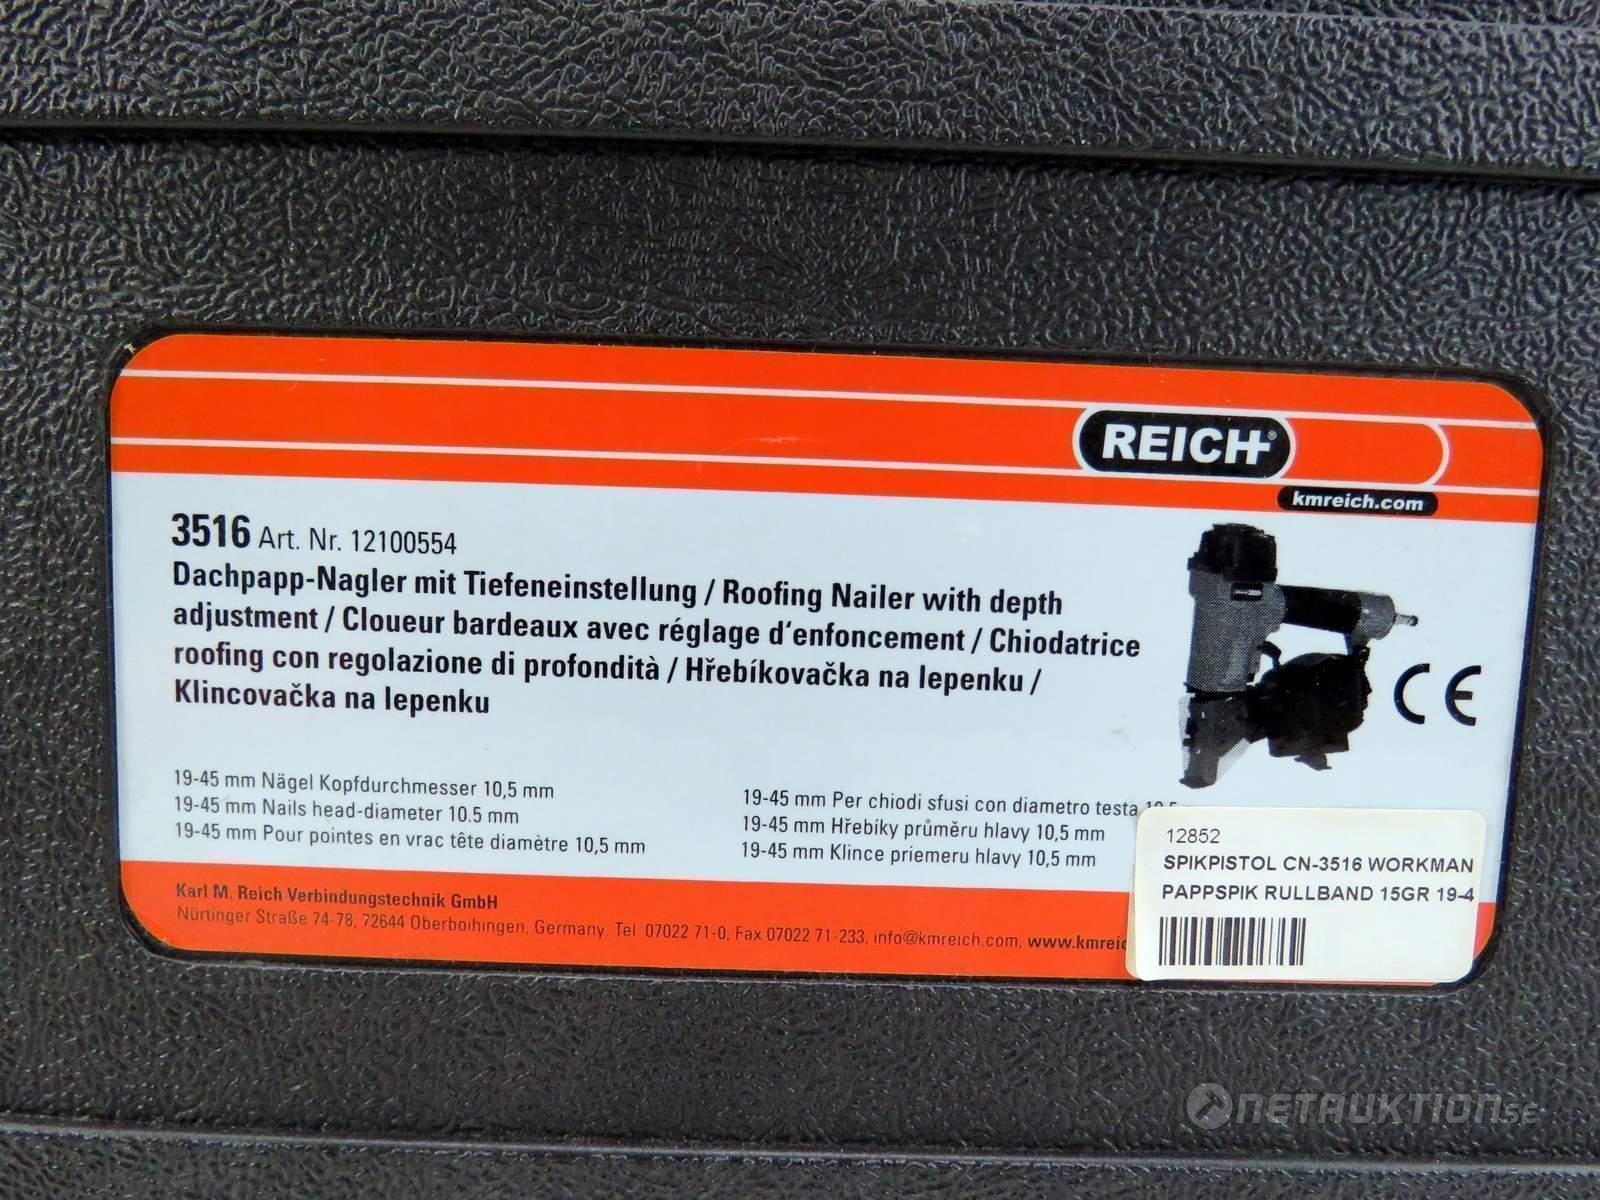 REICH®
kmreich.com
3516 Art. Nr. 12100554
Dachpapp-Nagler mit Tiefeneinstellung / Roofing Nailer with depth
adjustment / Cloueur bardeaux avec réglage d'enfoncement / Chiodatrice
roofing con regolazione di profondità / Hřebíkovačka na lepenku /
Klincovačka na lepenku
CE
19-45 mm Nägel Kopfdurchmesser 10,5 mm
19-45 mm Nails head-diameter 10.5 mm
19-45 mm Pour pointes en vrac tête diamètre 10,5 mm
19-45 mm Per chiodi sfusi con diametro testa
19-45 mm Hřebíky průměru hlavy 10,5 mm
19-45 mm Klince priemeru hlavy 10,5 mm
Karl M. Reich Verbindungstechnik GmbH
Nürtinger Straße 74-78, 72644 Oberboihingen, Germany, Tel 07022 71-0, Fax 07022 71-233, info@kmreich.com, www.kmreic
12852
SPIKPISTOL CN-3516 WORKMAN
PAPPSPIK RULLBAND 15GR 19-4
NETAUKTION.SE